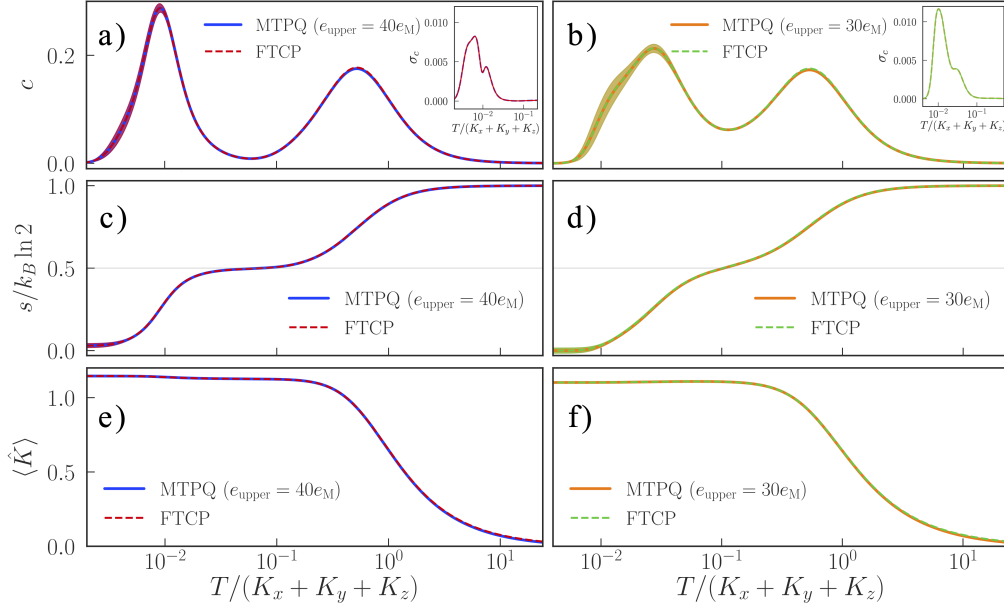 a)
MTPQ (e_upper = 40e_M)
FTCP
0.2
0.0
c
0.010
0.005
0.000
σ_c
10^-2
10^-1
T/(K_x + K_y + K_z)
b)
MTPQ (e_upper = 30e_M)
FTCP
0.010
0.005
0.000
σ_c
10^-2
10^-1
T/(K_x + K_y + K_z)
c)
1.0
0.5
0.0
s/k_B ln 2
MTPQ (e_upper = 40e_M)
FTCP
d)
MTPQ (e_upper = 30e_M)
FTCP
e)
1.0
0.0
⟨K̂⟩
MTPQ (e_upper = 40e_M)
FTCP
10^-2
10^-1
10^0
10^1
T/(K_x + K_y + K_z)
f)
MTPQ (e_upper = 30e_M)
FTCP
10^-2
10^-1
10^0
10^1
T/(K_x + K_y + K_z)